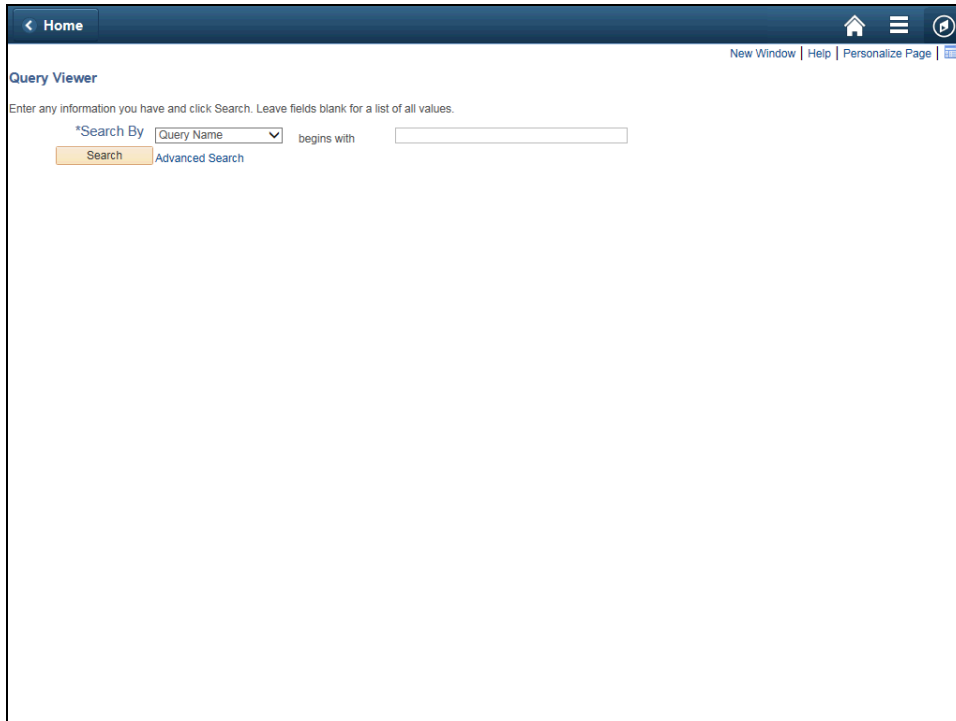 Home
New Window | Help | Personalize Page |
Query Viewer
Enter any information you have and click Search. Leave fields blank for a list of all values.
*Search By Query Name begins with
Search Advanced Search